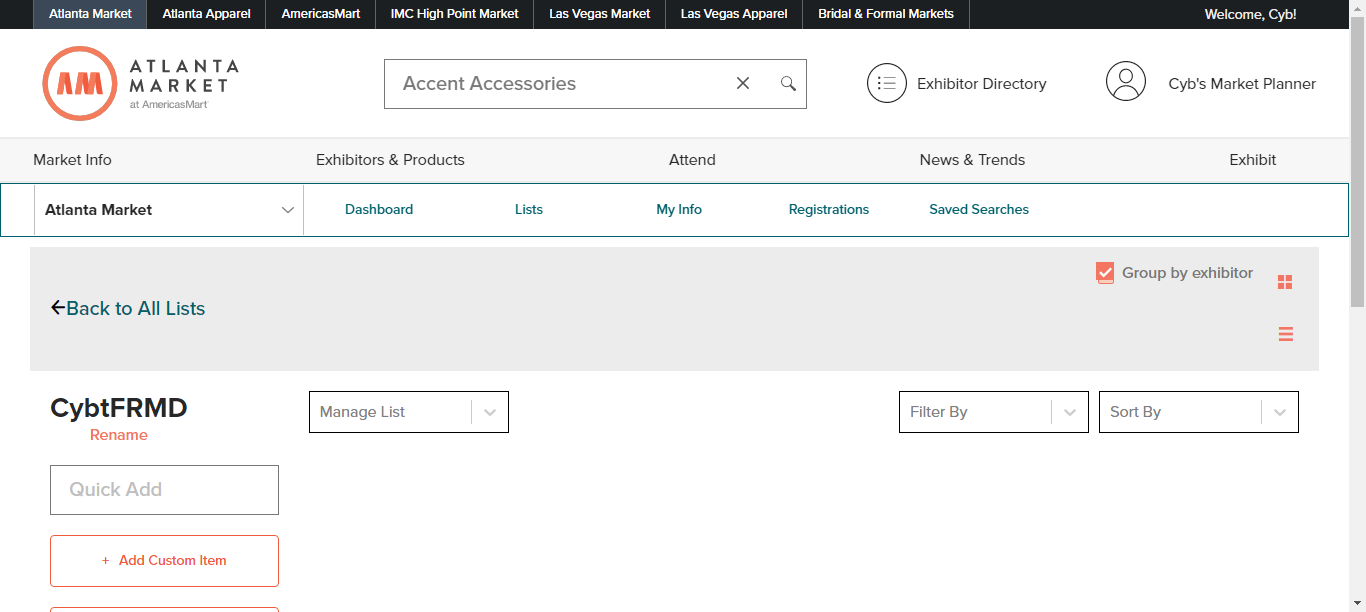 Atlanta Market Atlanta Apparel AmericasMart IMC High Point Market Las Vegas Market Las Vegas Apparel Bridal & Formal Markets Welcome, Cyb!
AM
ATLANTA
MARKET
at AmericasMart
Accent Accessories
Exhibitor Directory
Cyb's Market Planner
Market Info Exhibitors & Products Attend News & Trends Exhibit
Atlanta Market Dashboard Lists My Info Registrations Saved Searches
Group by exhibitor
Back to All Lists
CybtFRMD
Rename
Manage List
Filter By
Sort By
Quick Add
+ Add Custom Item